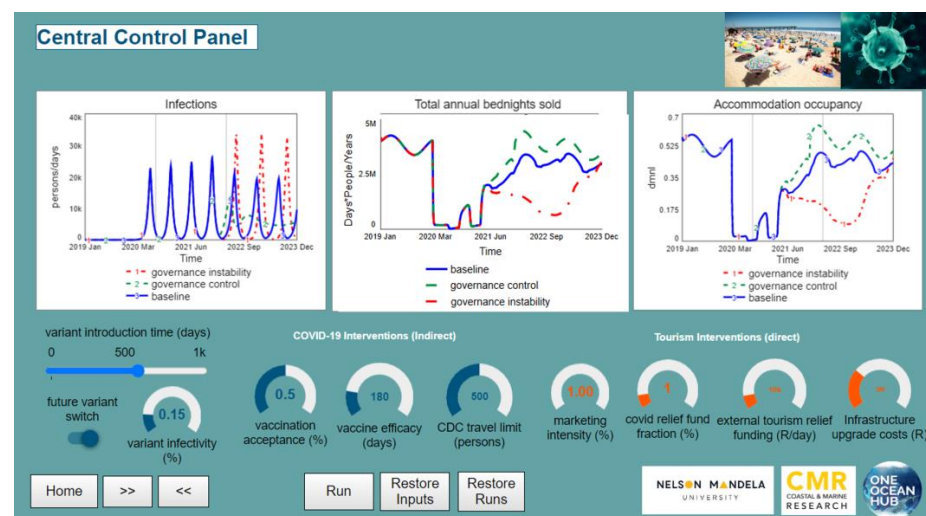 Central Control Panel
Infections
40k
30k
20k
10k
0
persons/days
2019 Jan
2020 Mar
2021 Jun
2022 Sep
2023 Dec
Time
1 governance instability
2 governance control
3 baseline
Total annual bednights sold
5M
2.5M
0
Days*People/Years
2019 Jan
2020 Mar
2021 Jun
2022 Sep
2023 Dec
Time
baseline
governance control
governance instability
Accommodation occupancy
0.7
0.525
0.35
0.175
0
dmnl
2019 Jan
2020 Mar
2021 Jun
2022 Sep
2023 Dec
Time
1 governance instability
2 governance control
3 baseline
variant introduction time (days)
0 500 1k
future variant
switch
0.15
variant infectivity
(%)
COVID-19 Interventions (Indirect)
0.5
vaccination
acceptance (%)
180
vaccine efficacy
(days)
500
CDC travel limit
(persons)
Tourism Interventions (direct)
1.00
marketing
intensity (%)
1
covid relief fund
fraction (%)
external tourism relief
funding (R/day)
Infrastructure
upgrade costs (R)
Home
>>
<<
Run
Restore
Inputs
Restore
Runs
NELSON MANDELA
UNIVERSITY
CMR
COASTAL & MARINE
RESEARCH
ONE
OCEAN
HUB